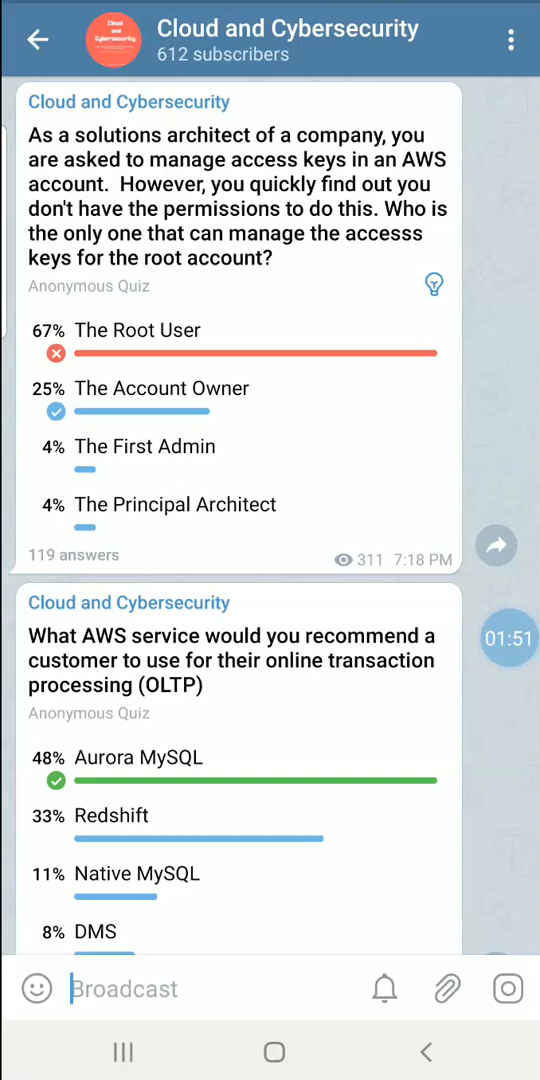 Cloud and Cybersecurity
Cloud and Cybersecurity
612 subscribers
Cloud and Cybersecurity
As a solutions architect of a company, you
are asked to manage access keys in an AWS
account.  However, you quickly find out you
don't have the permissions to do this. Who is
the only one that can manage the accesss
keys for the root account?
Anonymous Quiz
67% The Root User
25% The Account Owner
4% The First Admin
4% The Principal Architect
119 answers 311 7:18 PM
Cloud and Cybersecurity
01:51
What AWS service would you recommend a
customer to use for their online transaction
processing (OLTP)
Anonymous Quiz
48% Aurora MySQL
33% Redshift
11% Native MySQL
8% DMS
Broadcast